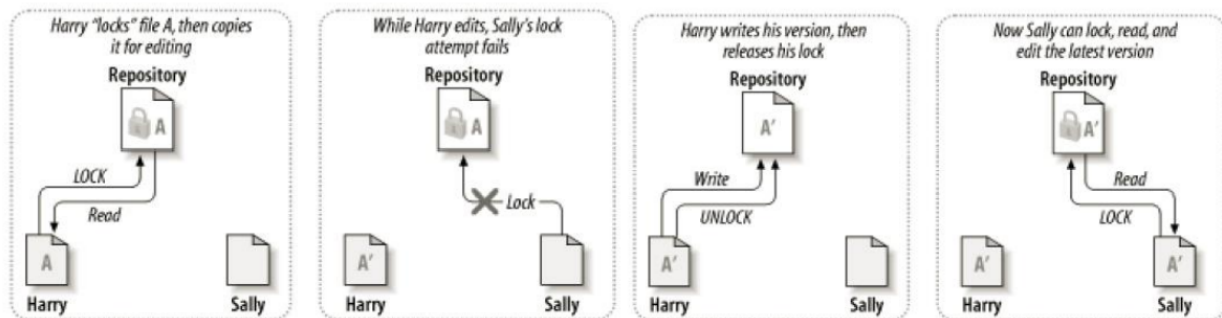 Harry “locks” file A, then copies
it for editing
Repository
A
LOCK
Read
A
Harry
Sally
While Harry edits, Sally’s lock
attempt fails
Repository
A
Lock
A’
Harry
Sally
Harry writes his version, then
releases his lock
Repository
A’
Write
UNLOCK
A’
Harry
Sally
Now Sally can lock, read, and
edit the latest version
Repository
A’
Read
LOCK
A’
A’
Harry
Sally